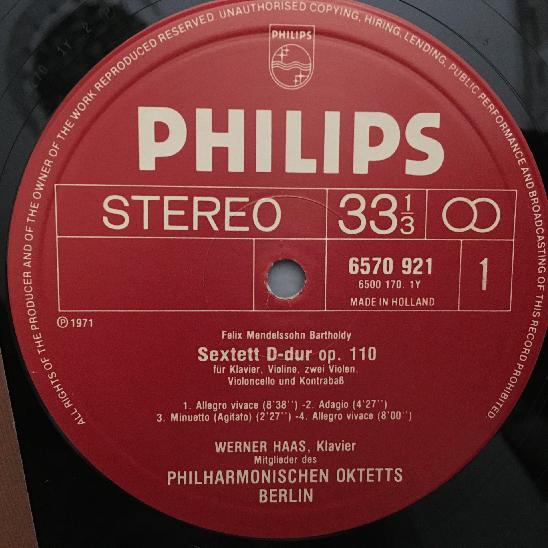 ALL RIGHTS OF THE PRODUCER AND OF THE OWNER OF THE WORK REPRODUCED RESERVED UNAUTHORISED COPYING, HIRING, LENDING, PUBLIC PERFORMANCE AND BROADCASTING OF THIS RECORD PROHIBITED
PHILIPS
PHILIPS
STEREO 33 1/3
6570 921 1
6500 170. 1Y
MADE IN HOLLAND
Ⓟ 1971
Felix Mendelssohn Bartholdy
Sextett D-dur op. 110
für Klavier, Violine, zwei Violen,
Violoncello und Kontrabaß
1. Allegro vivace (8'38'') -2. Adagio (4'27'')
3. Minuetto (Agitato) (2'27'') -4. Allegro vivace (8'00'')
WERNER HAAS, Klavier
Mitglieder des
PHILHARMONISCHEN OKTETTS
BERLIN